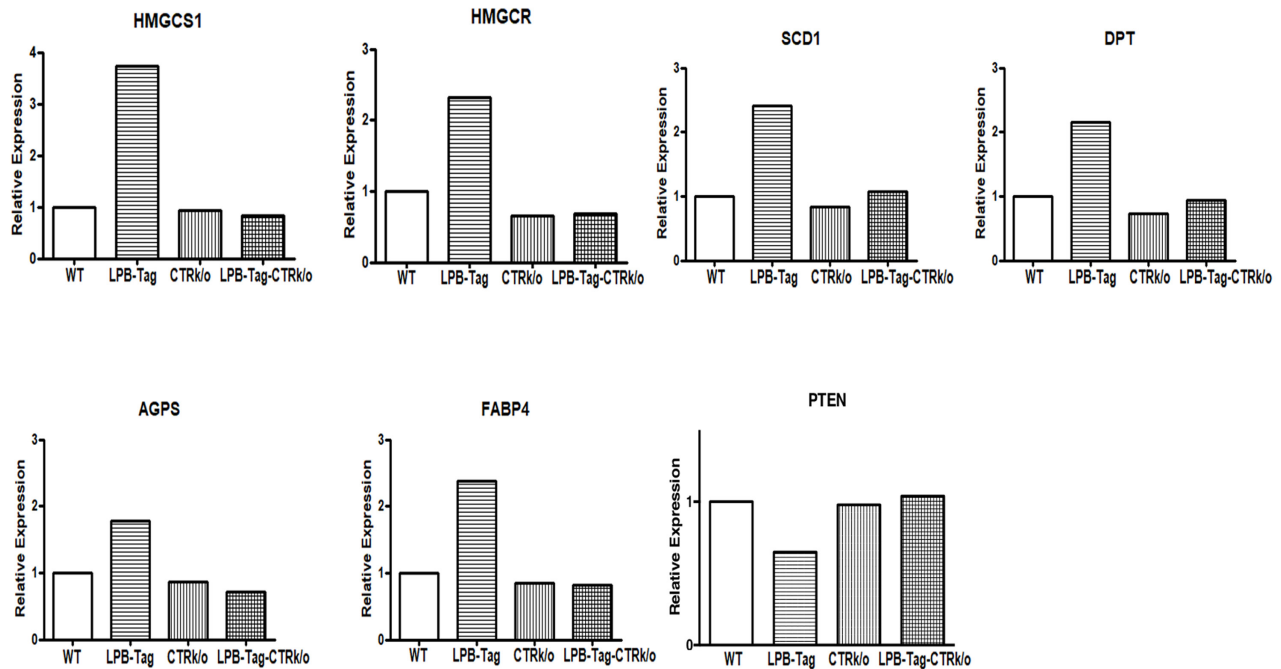 HMGCS1
Relative Expression
4
3
2
1
0
WT LPB-Tag CTRk/o LPB-Tag-CTRk/o
HMGCR
Relative Expression
3
2
1
0
WT LPB-Tag CTRk/o LPB-Tag-CTRk/o
SCD1
Relative Expression
3
2
1
0
WT LPB-Tag CTRk/o LPB-Tag-CTRk/o
DPT
Relative Expression
3
2
1
0
WT LPB-Tag CTRk/o LPB-Tag-CTRk/o
AGPS
Relative Expression
3
2
1
0
WT LPB-Tag CTRk/o LPB-Tag-CTRk/o
FABP4
Relative Expression
3
2
1
0
WT LPB-Tag CTRk/o LPB-Tag-CTRk/o
PTEN
Relative Expression
1
0
WT LPB-Tag CTRk/o LPB-Tag-CTRk/o